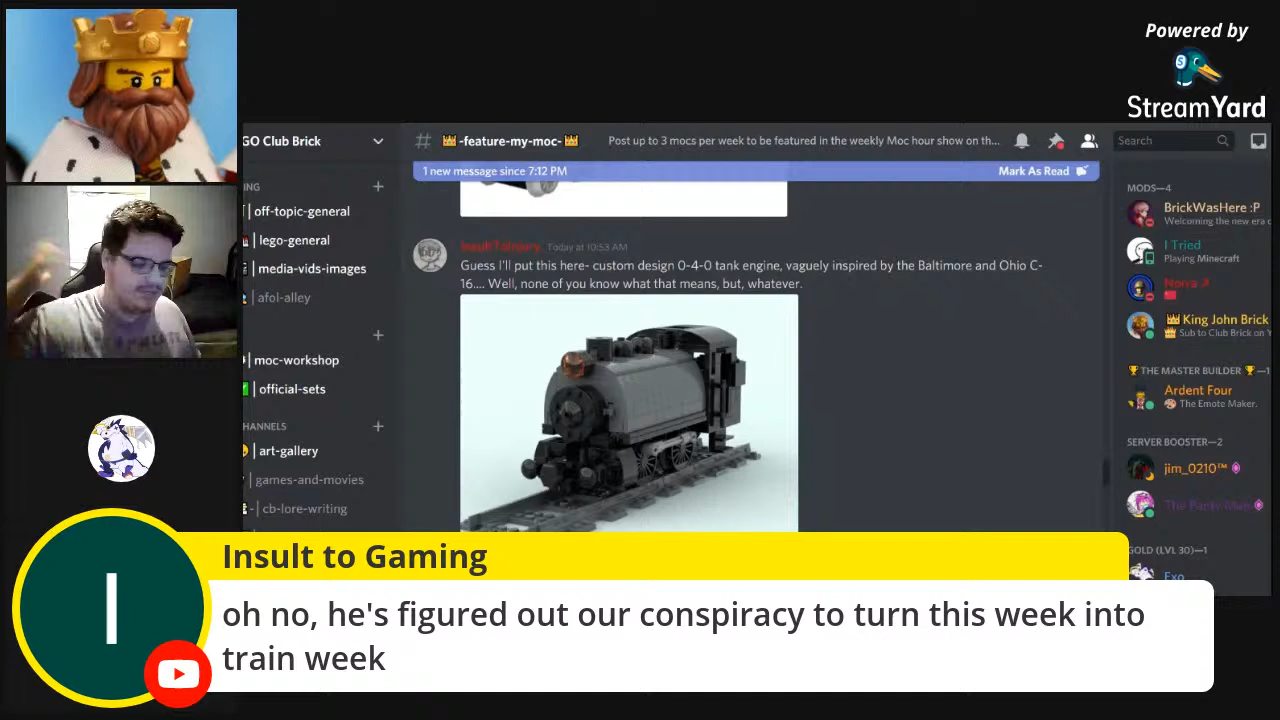 Powered by
StreamYard
GO Club Brick
# -feature-my-moc-
Post up to 3 mocs per week to be featured in the weekly Moc hour show on th...
Search
1 new message since 7:12 PM
Mark As Read
off-topic-general
lego-general
media-vids-images
afol-alley
moc-workshop
official-sets
HANNELS
art-gallery
games-and-movies
cb-lore-writing
Today at 10:53 AM
Guess I'll put this here- custom design 0-4-0 tank engine, vaguely inspired by the Baltimore and Ohio C-
16.... Well, none of you know what that means, but, whatever.
MODS—4
BrickWasHere :P
Welcoming the new era c
I Tried
Playing Minecraft
Norra
King John Brick
Sub to Club Brick on Y
THE MASTER BUILDER —1
Ardent Four
The Emote Maker.
SERVER BOOSTER—2
jim_0210™
GOLD (LVL 30)—1
Exo
I
Insult to Gaming
oh no, he's figured out our conspiracy to turn this week into
train week